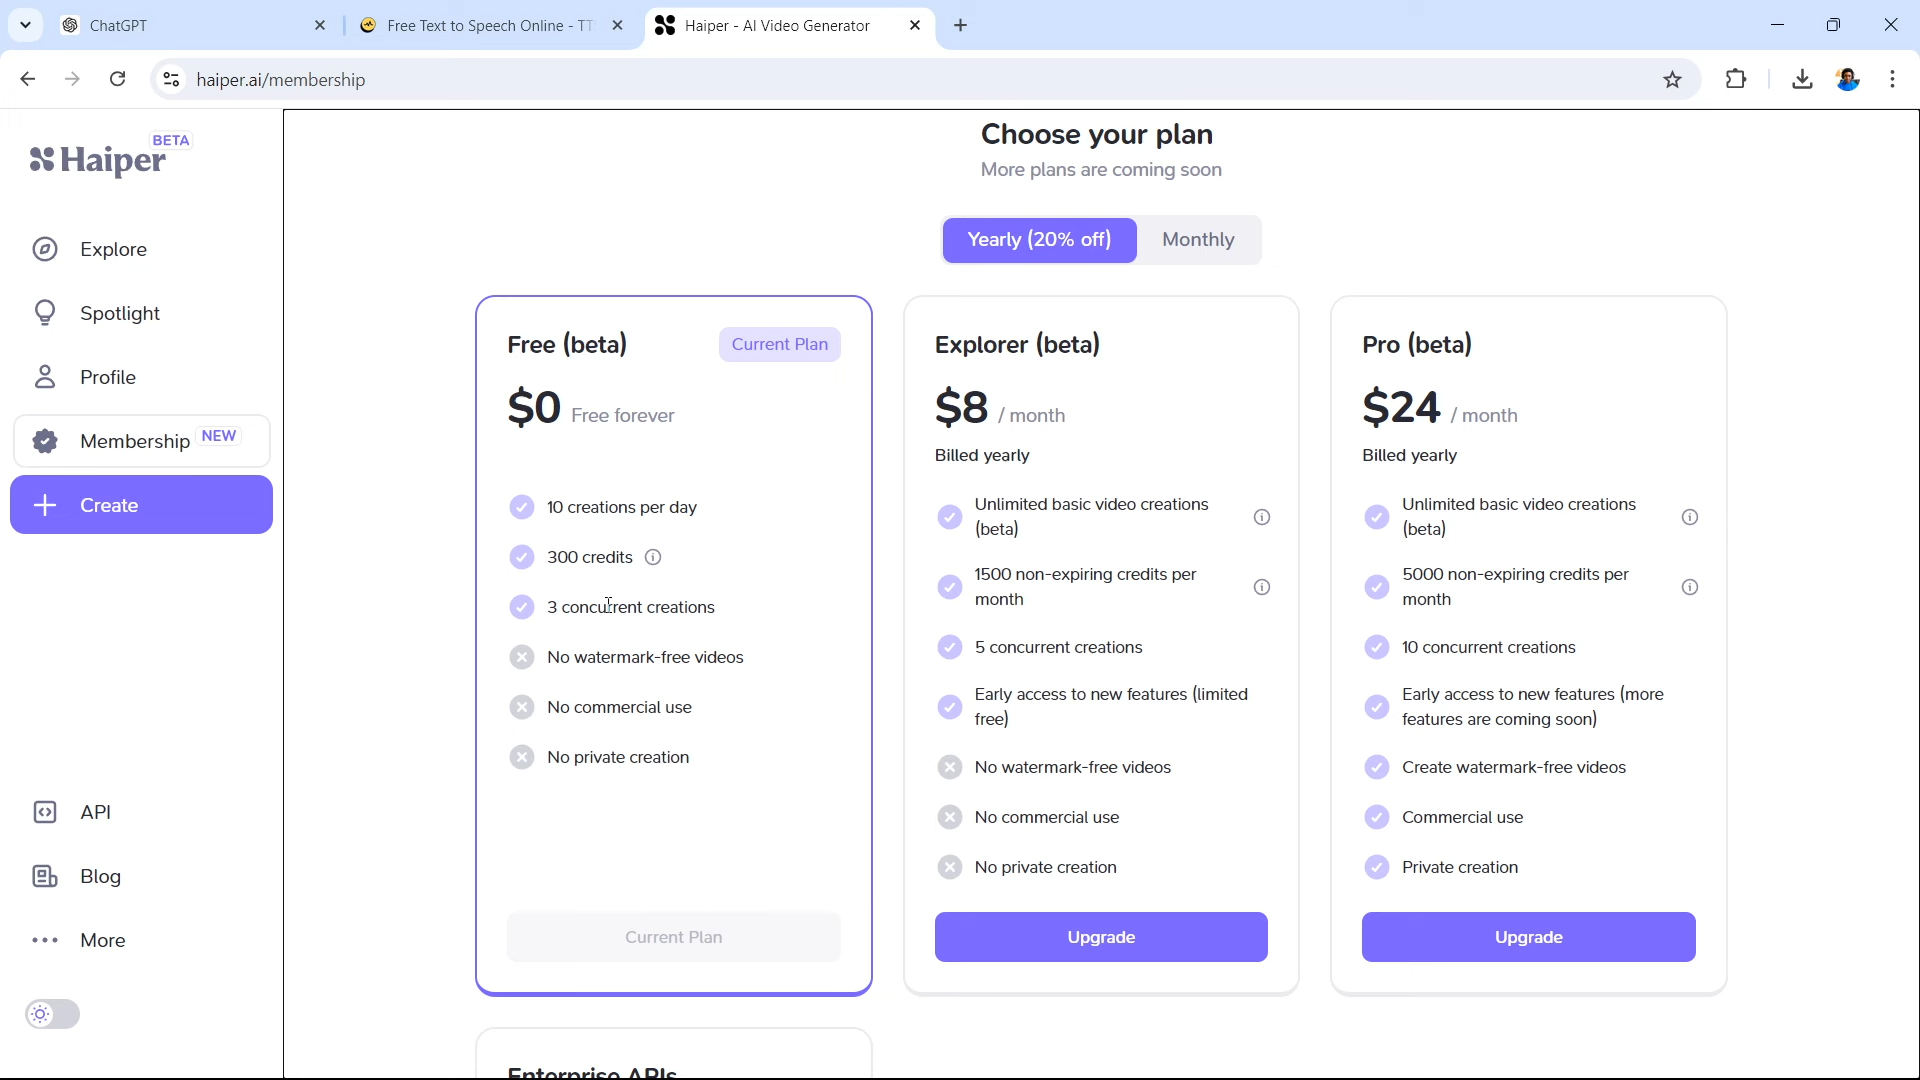 ChatGPT
Free Text to Speech Online - TT
Haiper - AI Video Generator
haiper.ai/membership
Haiper BETA
Explore
Spotlight
Profile
Membership NEW
Create
API
Blog
More
Choose your plan
More plans are coming soon
Yearly (20% off) Monthly
Free (beta) Current Plan
$0 Free forever
10 creations per day
300 credits
3 concurrent creations
No watermark-free videos
No commercial use
No private creation
Current Plan
Explorer (beta)
$8 / month
Billed yearly
Unlimited basic video creations
(beta)
1500 non-expiring credits per
month
5 concurrent creations
Early access to new features (limited
free)
No watermark-free videos
No commercial use
No private creation
Upgrade
Pro (beta)
$24 / month
Billed yearly
Unlimited basic video creations
(beta)
5000 non-expiring credits per
month
10 concurrent creations
Early access to new features (more
features are coming soon)
Create watermark-free videos
Commercial use
Private creation
Upgrade
Enterprise APIs